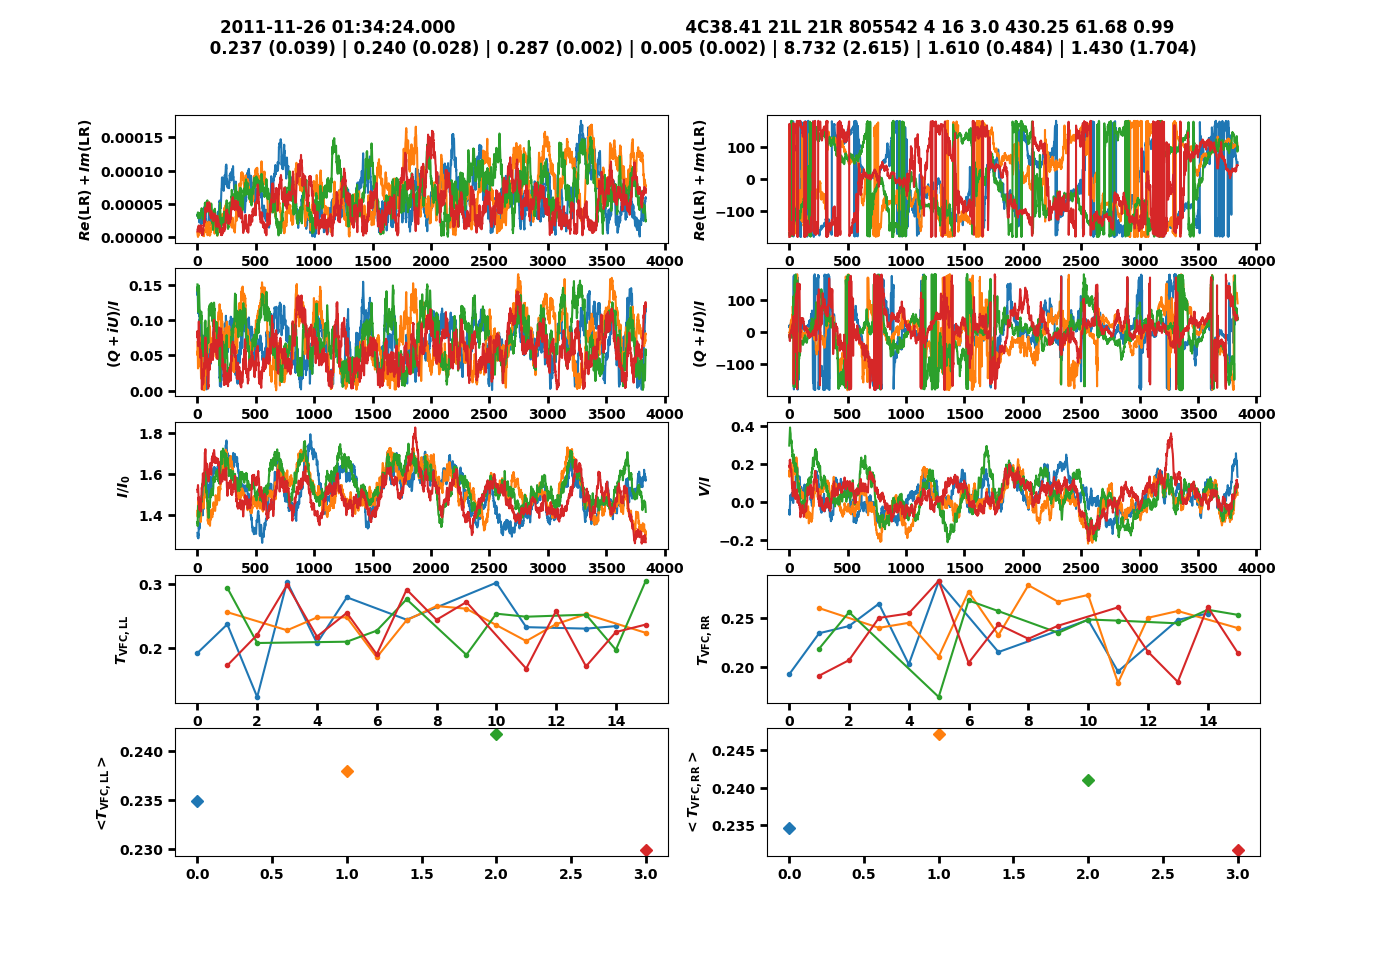 2011-11-26 01:34:24.000 4C38.41 21L 21R 805542 4 16 3.0 430.25 61.68 0.99
0.237 (0.039) | 0.240 (0.028) | 0.287 (0.002) | 0.005 (0.002) | 8.732 (2.615) | 1.610 (0.484) | 1.430 (1.704)
Re(LR) + Im(LR)
0.00015
0.00010
0.00005
0.00000
0 500 1000 1500 2000 2500 3000 3500 4000
Re(LR) + Im(LR)
100
0
−100
0 500 1000 1500 2000 2500 3000 3500 4000
(Q + iU)/I
0.15
0.10
0.05
0.00
0 500 1000 1500 2000 2500 3000 3500 4000
(Q + iU)/I
100
0
−100
0 500 1000 1500 2000 2500 3000 3500 4000
I/I0
1.8
1.6
1.4
0 500 1000 1500 2000 2500 3000 3500 4000
V/I
0.4
0.2
0.0
−0.2
0 500 1000 1500 2000 2500 3000 3500 4000
TVFC, LL
0.3
0.2
0 2 4 6 8 10 12 14
TVFC, RR
0.25
0.20
0 2 4 6 8 10 12 14
<TVFC, LL >
0.240
0.235
0.230
0.0 0.5 1.0 1.5 2.0 2.5 3.0
< TVFC, RR >
0.245
0.240
0.235
0.0 0.5 1.0 1.5 2.0 2.5 3.0